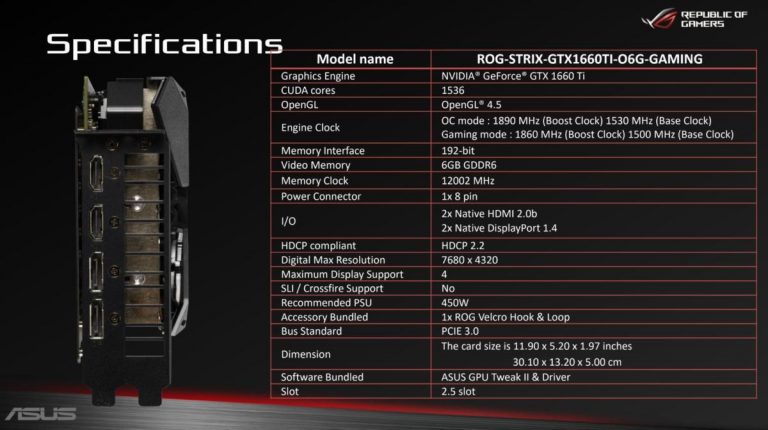 REPUBLIC OF
GAMERS
Specifications
Model name ROG-STRIX-GTX1660TI-O6G-GAMING
Graphics Engine NVIDIA® GeForce® GTX 1660 Ti
CUDA cores 1536
OpenGL OpenGL® 4.5
Engine Clock OC mode : 1890 MHz (Boost Clock) 1530 MHz (Base Clock)
Gaming mode : 1860 MHz (Boost Clock) 1500 MHz (Base Clock)
Memory Interface 192-bit
Video Memory 6GB GDDR6
Memory Clock 12002 MHz
Power Connector 1x 8 pin
I/O 2x Native HDMI 2.0b
2x Native DisplayPort 1.4
HDCP compliant HDCP 2.2
Digital Max Resolution 7680 x 4320
Maximum Display Support 4
SLI / Crossfire Support No
Recommended PSU 450W
Accessory Bundled 1x ROG Velcro Hook & Loop
Bus Standard PCIE 3.0
Dimension The card size is 11.90 x 5.20 x 1.97 inches
30.10 x 13.20 x 5.00 cm
Software Bundled ASUS GPU Tweak II & Driver
Slot 2.5 slot
ASUS